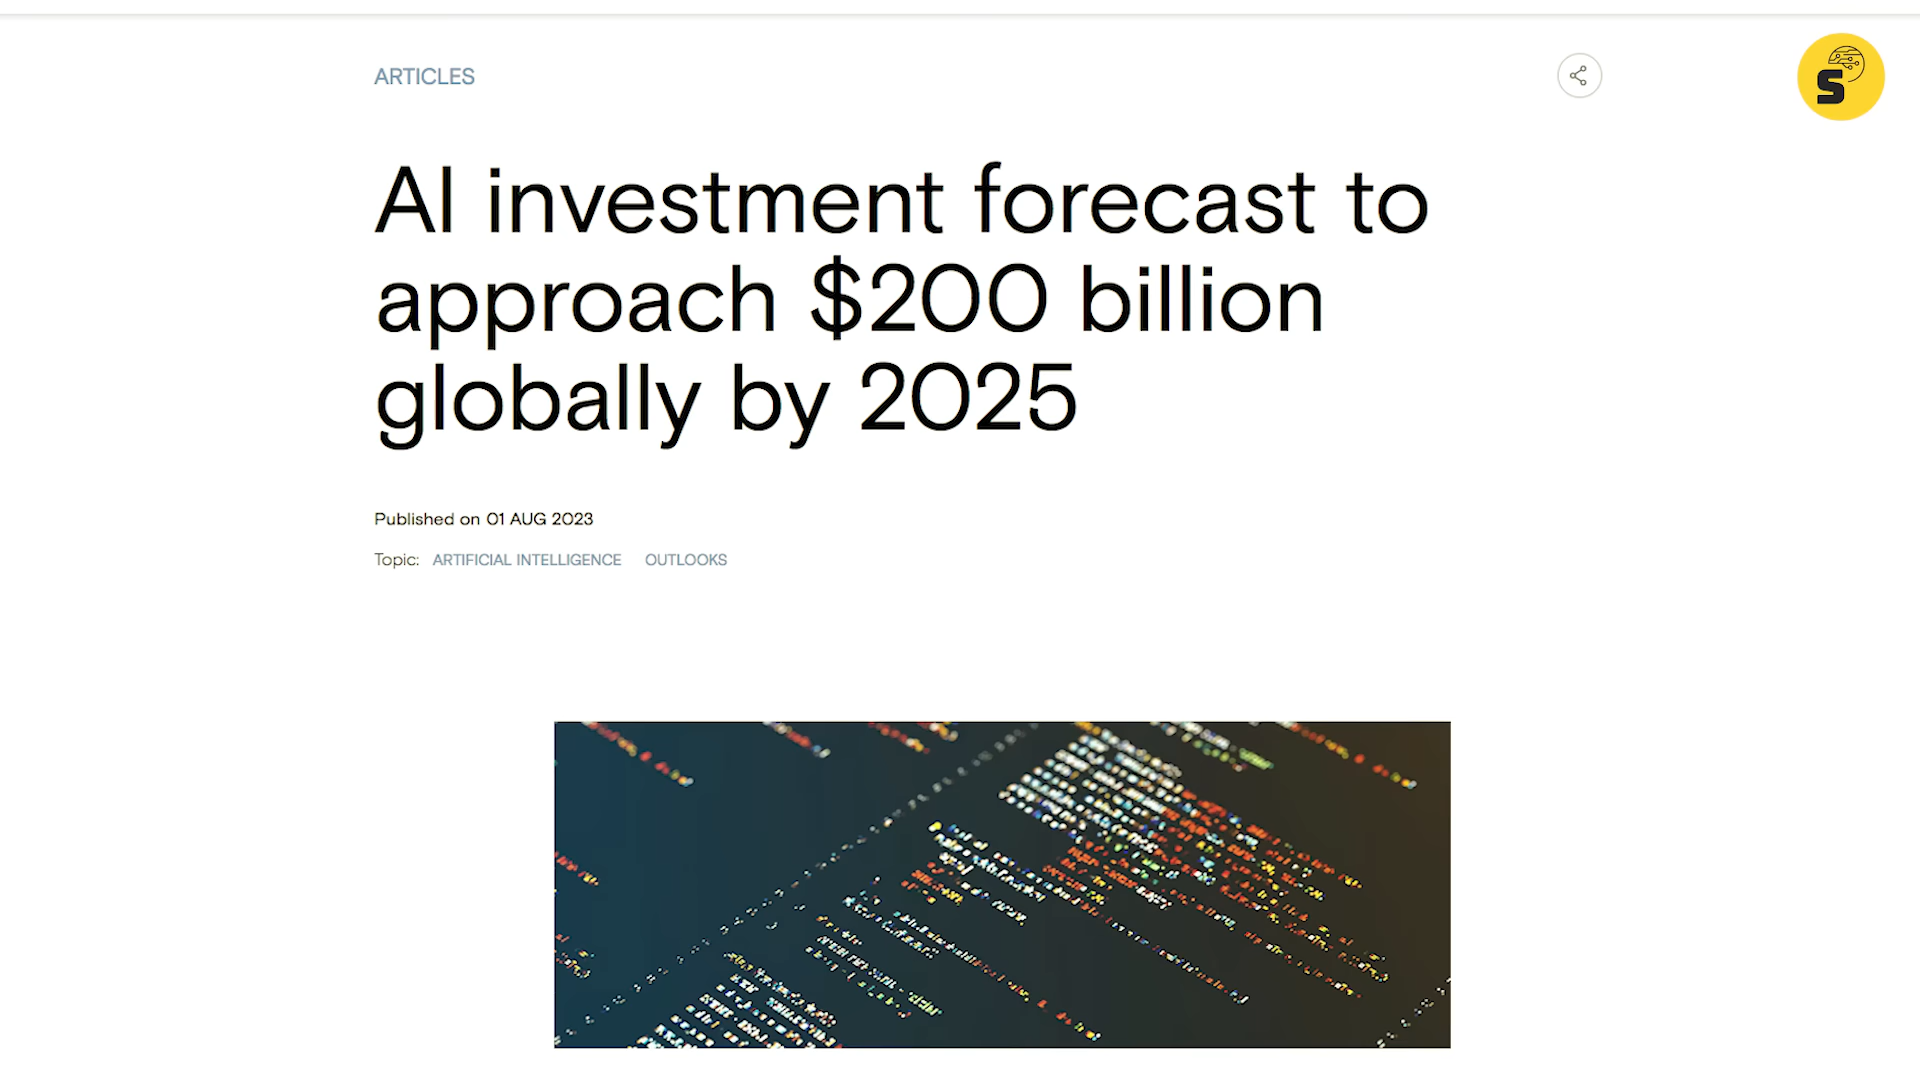 ARTICLES
S
AI investment forecast to
approach $200 billion
globally by 2025
Published on 01 AUG 2023
Topic: ARTIFICIAL INTELLIGENCE OUTLOOKS